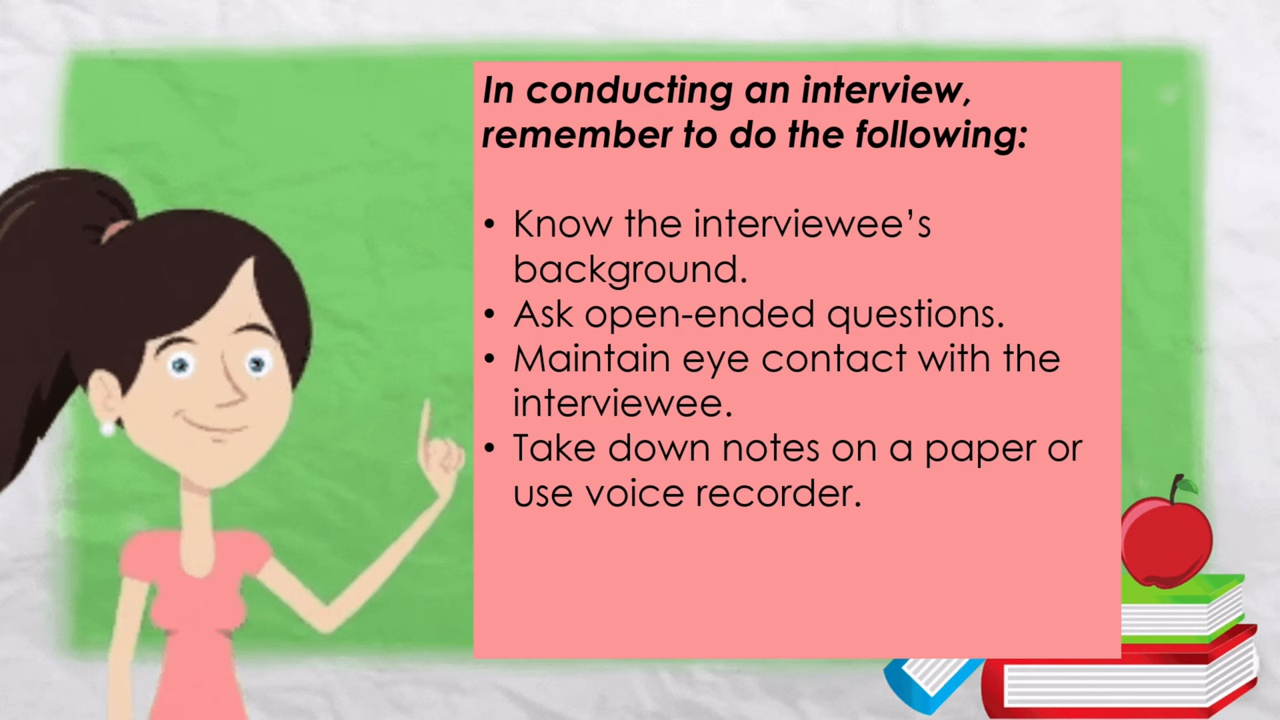 In conducting an interview,
remember to do the following:
• Know the interviewee’s
background.
• Ask open-ended questions.
• Maintain eye contact with the
interviewee.
• Take down notes on a paper or
use voice recorder.